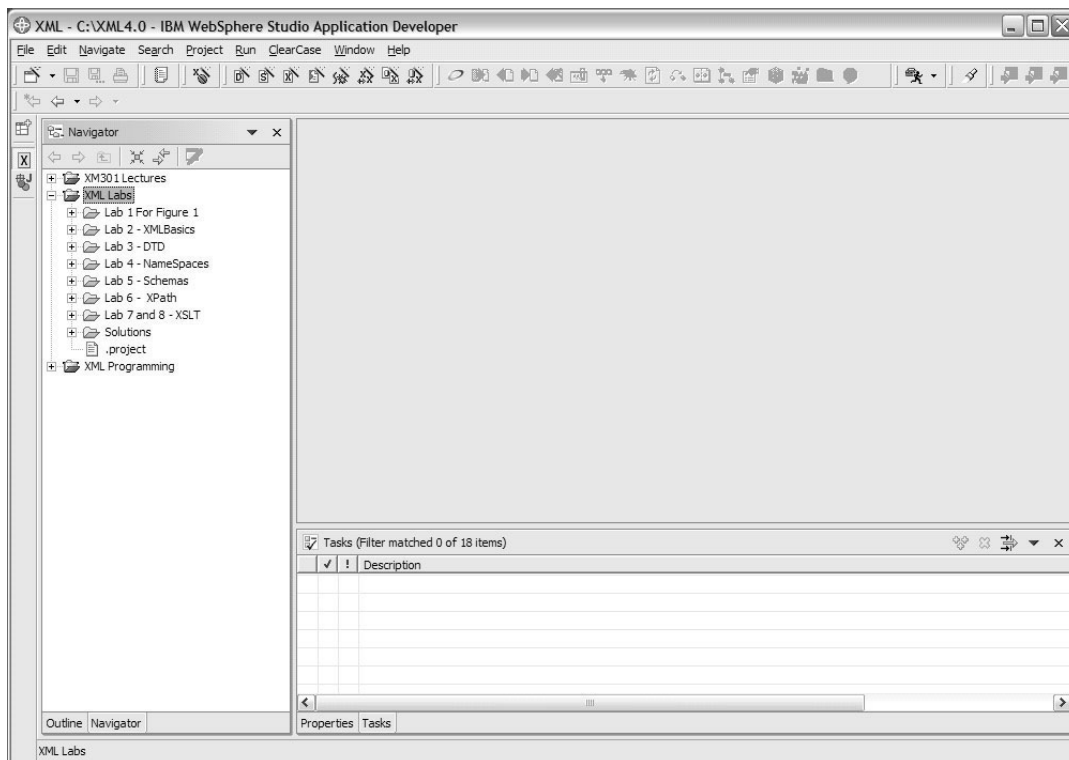 XML - C:\XML4.0 - IBM WebSphere Studio Application Developer
File Edit Navigate Search Project Run ClearCase Window Help
Navigator
XM301 Lectures
XML Labs
Lab 1 For Figure 1
Lab 2 - XMLBasics
Lab 3 - DTD
Lab 4 - NameSpaces
Lab 5 - Schemas
Lab 6 - XPath
Lab 7 and 8 - XSLT
Solutions
.project
XML Programming
Outline Navigator
Tasks (Filter matched 0 of 18 items)
! Description
Properties Tasks
XML Labs